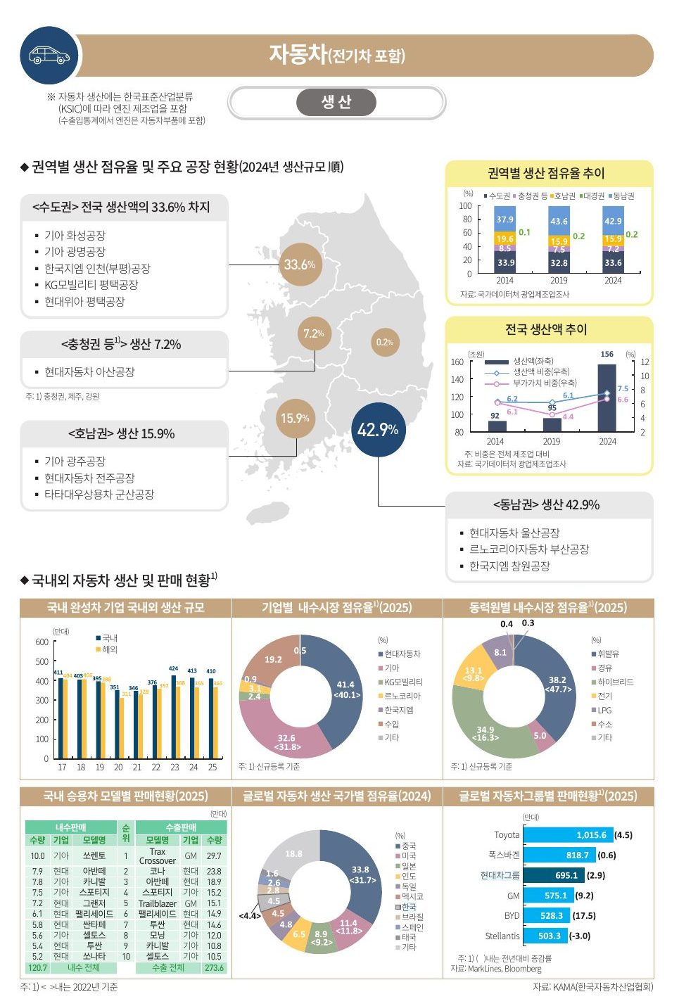 자동차(전기차 포함)
※ 자동차 생산에는 한국표준산업분류
(KSIC)에 따라 엔진 제조업을 포함
(수출입통계에서 엔진은 자동차부품에 포함)
생 산
◆ 권역별 생산 점유율 및 주요 공장 현황(2024년 생산규모 順)
<수도권> 전국 생산액의 33.6% 차지
▪ 기아 화성공장
▪ 기아 광명공장
▪ 한국지엠 인천(부평)공장
▪ KG모빌리티 평택공장
▪ 현대위아 평택공장
<충청권 등1)> 생산 7.2%
▪ 현대자동차 아산공장
주: 1) 충청권, 제주, 강원
<호남권> 생산 15.9%
▪ 기아 광주공장
▪ 현대자동차 전주공장
▪ 타타대우상용차 군산공장
33.6%
7.2%
0.2%
15.9%
42.9%
권역별 생산 점유율 추이
(%)
수도권 충청권 등 호남권 대경권 동남권
100
80
60
40
20
0
37.9 43.6 42.9
0.1 0.2 0.2
19.6 15.9 15.9
8.5 7.5 7.2
33.9 32.8 33.6
2014 2019 2024
자료: 국가데이터처 광업제조업조사
전국 생산액 추이
(조원) (%)
생산액(좌축)
생산액 비중(우축)
부가가치 비중(우축)
160
140
120
100
80
12
10
8
6
4
2
92 95 156
6.2 6.1 7.5
6.1 4.4 6.6
2014 2019 2024
주: 비중은 전체 제조업 대비
자료: 국가데이터처 광업제조업조사
<동남권> 생산 42.9%
▪ 현대자동차 울산공장
▪ 르노코리아자동차 부산공장
▪ 한국지엠 창원공장
◆ 국내외 자동차 생산 및 판매 현황1)
국내 완성차 기업 국내외 생산 규모
(만대)
국내
해외
600
500
400
300
200
100
0
411 403 395 351 346 376 424 413 410
404 406 388 311 328 357 368 365 365
17 18 19 20 21 22 23 24 25
기업별 내수시장 점유율1)(2025)
(%)
현대자동차
기아
KG모빌리티
르노코리아
한국지엠
수입
기타
0.5
19.2
0.9
3.1
2.4
41.4
<40.1>
32.6
<31.8>
주: 1) 신규등록 기준
동력원별 내수시장 점유율1)(2025)
(%)
휘발유
경유
하이브리드
전기
LPG
수소
기타
0.4 0.3
8.1
13.1
<9.8>
38.2
<47.7>
34.9
<16.3>
5.0
주: 1) 신규등록 기준
국내 승용차 모델별 판매현황(2025)
(만대)
내수판매 순위 수출판매
수량 기업 모델명 모델명 기업 수량
10.0 기아 쏘렌토 1 Trax Crossover GM 29.7
7.9 현대 아반떼 2 코나 현대 23.8
7.8 기아 카니발 3 아반떼 현대 18.9
7.5 기아 스포티지 4 스포티지 기아 15.2
7.2 현대 그랜저 5 Trailblazer GM 15.1
6.1 현대 팰리세이드 6 팰리세이드 현대 14.9
5.8 현대 싼타페 7 투싼 현대 14.6
5.6 기아 셀토스 8 모닝 기아 12.0
5.4 현대 투싼 9 카니발 기아 10.8
5.2 현대 쏘나타 10 셀토스 기아 10.5
120.7 내수 전체 수출 전체 273.6
글로벌 자동차 생산 국가별 점유율(2024)
(%)
중국
미국
일본
인도
독일
멕시코
한국
브라질
스페인
태국
기타
18.8
1.6
2.6
2.8
4.5
<4.4>
4.5
4.8
6.5
8.9
<9.2>
11.4
<11.8>
33.8
<31.7>
글로벌 자동차그룹별 판매현황1)(2025)
(만대)
Toyota 1,015.6 (4.5)
폭스바겐 818.7 (0.6)
현대차그룹 695.1 (2.9)
GM 575.1 (9.2)
BYD 528.3 (17.5)
Stellantis 503.3 (-3.0)
주: 1) ( )내는 전년대비 증감률
자료: MarkLines, Bloomberg
주: 1) < >내는 2022년 기준
자료: KAMA(한국자동차산업협회)